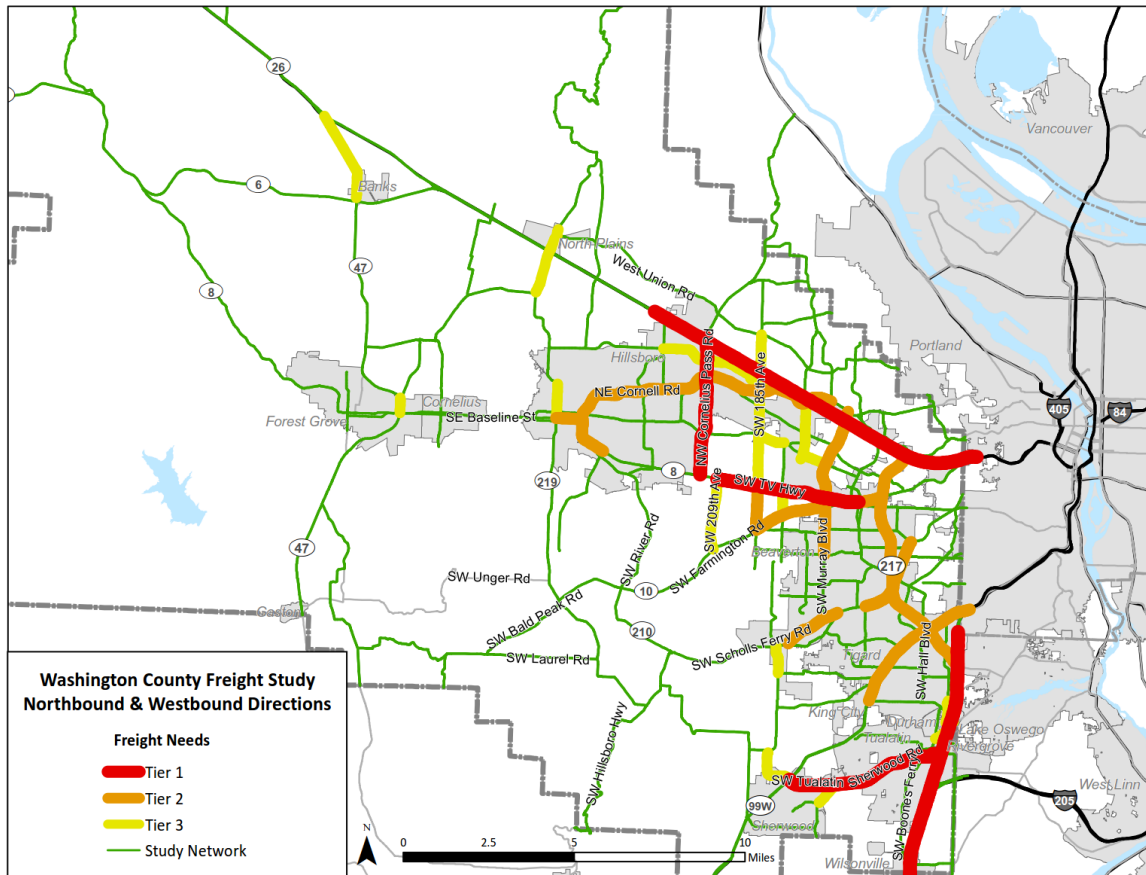 26
Vancouver
6
Banks
47
North Plains
West Union Rd
8
Portland
Hillsboro
NW Cornelius Pass Rd
SW 185th Ave
NE Cornell Rd
405
84
Cornelius
Forest Grove
SE Baseline St
8
SW TV Hwy
219
SW 209th Ave
SW River Rd
SW Farmington Rd
Beaverton
SW Murray Blvd
47
217
SW Unger Rd
10
Gaston
SW Bald Peak Rd
210
SW Scholls Ferry Rd
SW Laurel Rd
Tigard
SW Hall Blvd
Washington County Freight Study
Northbound & Westbound Directions
Freight Needs
Tier 1
Tier 2
Tier 3
Study Network
King City
Durham
Tualatin
Lake Oswego
Rivergrove
SW Hillsboro Hwy
SW Tualatin Sherwood Rd
SW Boones Ferry
West Linn
205
99W
Sherwood
N
0
2.5
5
10
Miles
Wilsonville